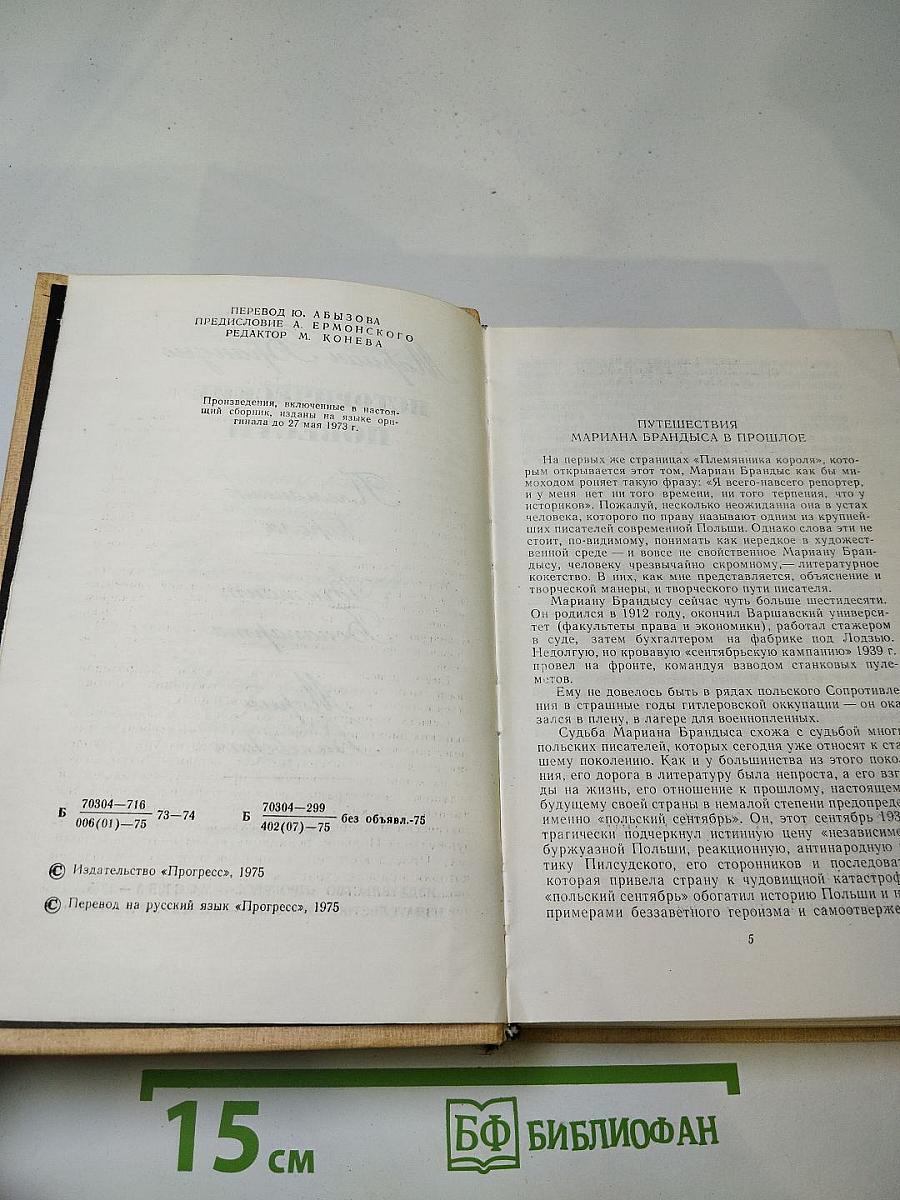 ПЕРЕВОД Ю. АБЫЗОВА
ПРЕДИСЛОВИЕ А. ЕРМОНСКОГО
РЕДАКТОР М. КОНЕВА
Произведения, включенные в настоя-
щий сборник, изданы на языке ори-
гинала до 27 мая 1973 г.
Б 70304—716 73—74 Б 70304—299 без объявл.-75
006(01)—75 402(07)—75
© Издательство «Прогресс», 1975
© Перевод на русский язык «Прогресс», 1975
ПУТЕШЕСТВИЯ
МАРИАНА БРАНДЫСА В ПРОШЛОЕ
На первых же страницах «Племянника короля», кото-
рым открывается этот том, Мариан Брандыс как бы ми-
моходом роняет такую фразу: «Я всего-навсего репортер,
и у меня нет ни того времени, ни того терпения, что у
историков». Пожалуй, несколько неожиданна она в устах
человека, которого по праву называют одним из крупней-
ших писателей современной Польши. Однако слова эти не
стоит, по-видимому, понимать как нередкое в художест-
венной среде — и вовсе не свойственное Мариану Бран-
дысу, человеку чрезвычайно скромному,— литературное
кокетство. В них, как мне представляется, объяснение и
творческой манеры, и творческого пути писателя.
Мариану Брандысу сейчас чуть больше шестидесяти.
Он родился в 1912 году, окончил Варшавский универси-
тет (факультеты права и экономики), работал стажером
в суде, затем бухгалтером на фабрике под Лодзью.
Недолгую, но кровавую «сентябрьскую кампанию» 1939 г.
провел на фронте, командуя взводом станковых пуле-
метов.
Ему не довелось быть в рядах польского Сопротивле-
ния в страшные годы гитлеровской оккупации — он ока
зался в плену, в лагере для военнопленных.
Судьба Мариана Брандыса схожа с судьбой мног
польских писателей, которых сегодня уже относят к ста
шему поколению. Как и у большинства из этого поко
ния, его дорога в литературу была непроста, а его взг
ды на жизнь, его отношение к прошлому, настоящем
будущему своей страны в немалой степени предопреде
именно «польский сентябрь». Он, этот сентябрь 193
трагически подчеркнул истинную цену «независиме
буржуазной Польши, реакционную, антинародную
тику Пилсудского, его сторонников и последоват
которая привела страну к чудовищной катастроф
«польский сентябрь» обогатил историю Польши и н
примерами беззаветного героизма и самоотверже
5
15 см
БФ БИБЛИОФАН